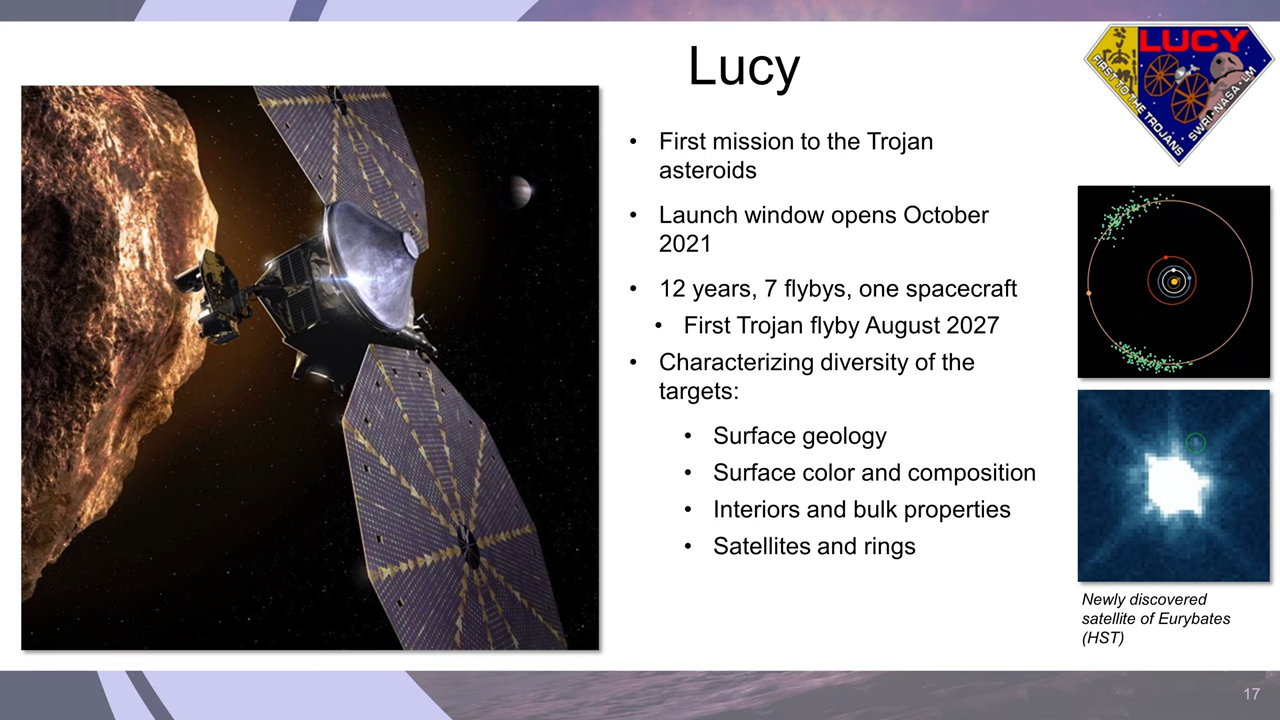 Lucy
LUCY
FIRST TO THE TROJANS
SWRI·NASA·LM
• First mission to the Trojan
asteroids
• Launch window opens October
2021
• 12 years, 7 flybys, one spacecraft
• First Trojan flyby August 2027
• Characterizing diversity of the
targets:
• Surface geology
• Surface color and composition
• Interiors and bulk properties
• Satellites and rings
Newly discovered
satellite of Eurybates
(HST)
17